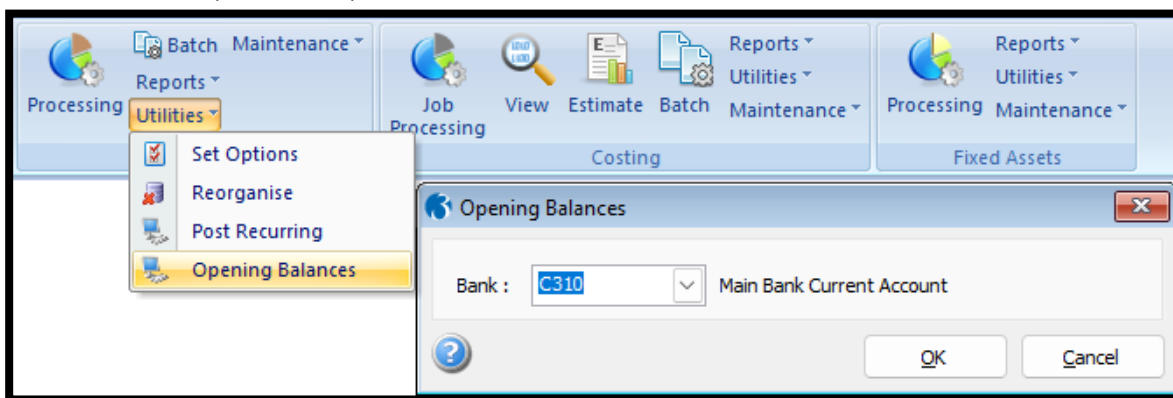 Processing
Batch Maintenance
Reports
Utilities
Job Processing
View
Estimate
Batch
Reports
Utilities
Maintenance
Costing
Processing
Reports
Utilities
Maintenance
Fixed Assets
Set Options
Reorganise
Post Recurring
Opening Balances
Opening Balances
Bank : C310 Main Bank Current Account
OK Cancel